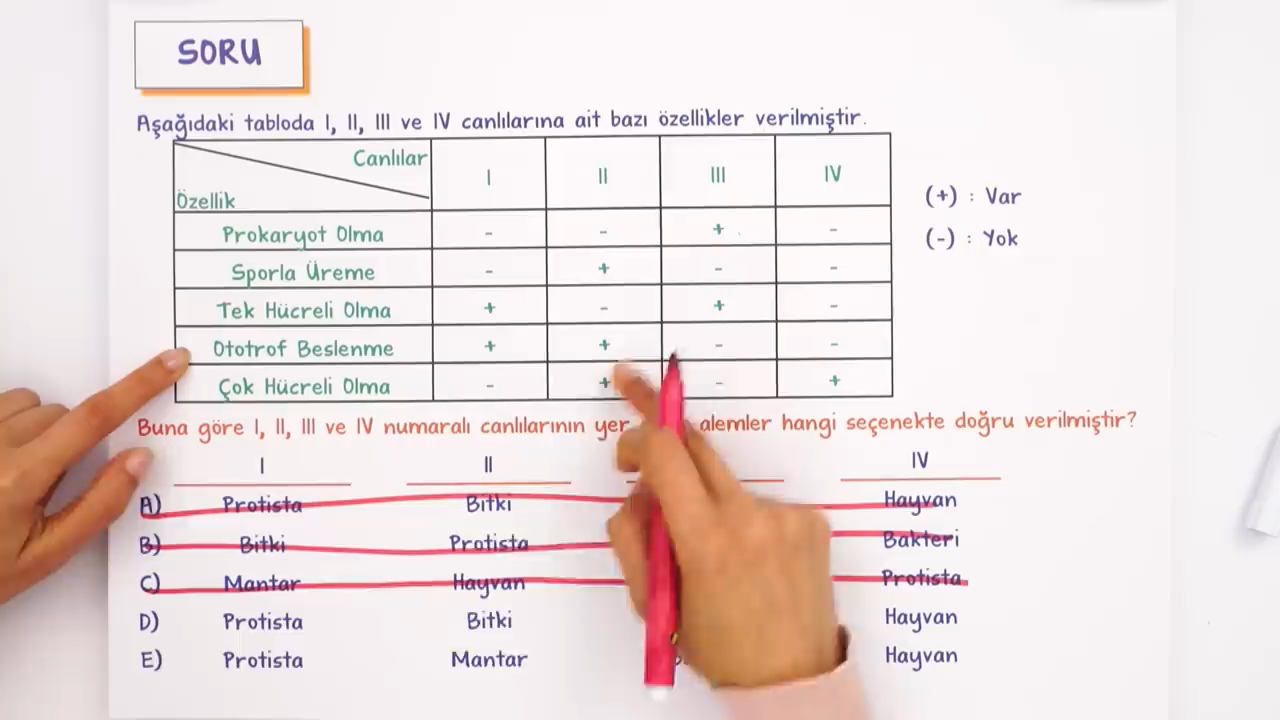 SORU
Aşağıdaki tabloda I, II, III ve IV canlılarına ait bazı özellikler verilmiştir.
Canlılar I II III IV
Özellik
(+) : Var
(-) : Yok
Prokaryot Olma - - + -
Sporla Üreme - + - -
Tek Hücreli Olma + - + -
Ototrof Beslenme + + - -
Çok Hücreli Olma - + - +
Buna göre I, II, III ve IV numaralı canlılarının yer alemler hangi seçenekte doğru verilmiştir?
I II IV
A) Protista Bitki Hayvan
B) Bitki Protista Bakteri
C) Mantar Hayvan Protista
D) Protista Bitki Hayvan
E) Protista Mantar Hayvan